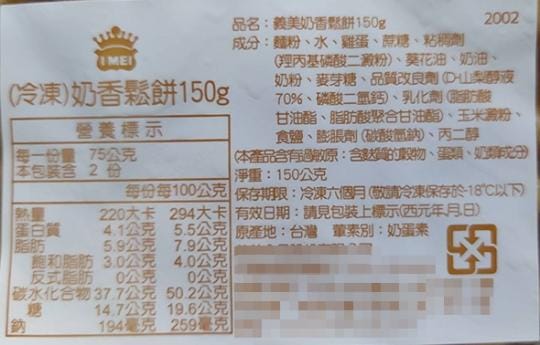 I MEI
(冷凍)奶香鬆餅150g
營養標示
每一份量 75公克
本包裝含 2 份
每份 每100公克
熱量 220大卡 294大卡
蛋白質 4.1公克 5.5公克
脂肪 5.9公克 7.9公克
飽和脂肪 3.0公克 4.0公克
反式脂肪 0公克 0公克
碳水化合物 37.7公克 50.2公克
糖 14.7公克 19.6公克
鈉 194毫克 259毫克
品名：義美奶香鬆餅150g 2002
成分：麵粉、水、雞蛋、蔗糖、粘稠劑
(羥丙基磷酸二澱粉)、葵花油、奶油、
奶粉、麥芽糖、品質改良劑 (D-山梨醇液
70%、磷酸二氫鈣)、乳化劑 (脂肪酸
甘油酯、脂肪酸聚合甘油酯)、玉米澱粉、
食鹽、膨脹劑 (碳酸氫鈉)、丙二醇
(本產品含有過敏原：含麩質的穀物、蛋類、奶類成分)
淨重：150公克
保存期限：冷凍六個月 (敬請冷凍保存於-18℃以下)
有效日期：請見包裝上標示(西元年.月.日)
原產地：台灣 葷素別：奶蛋素